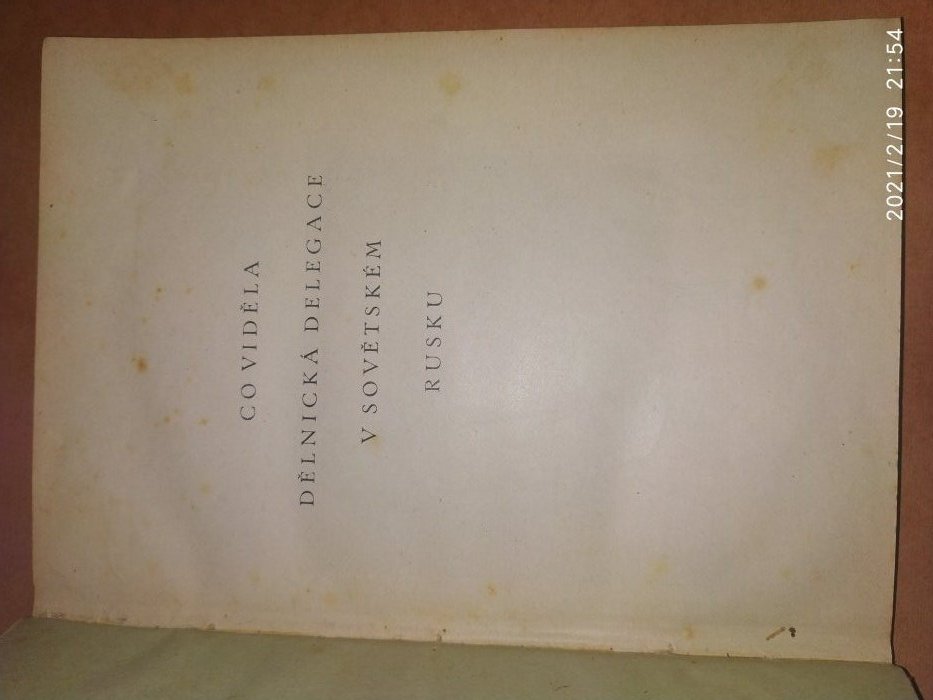 CO VIDĚLA
DĚLNICKÁ DELEGACE
V SOVĚTSKÉM
RUSKU
2021/2/19 21:54